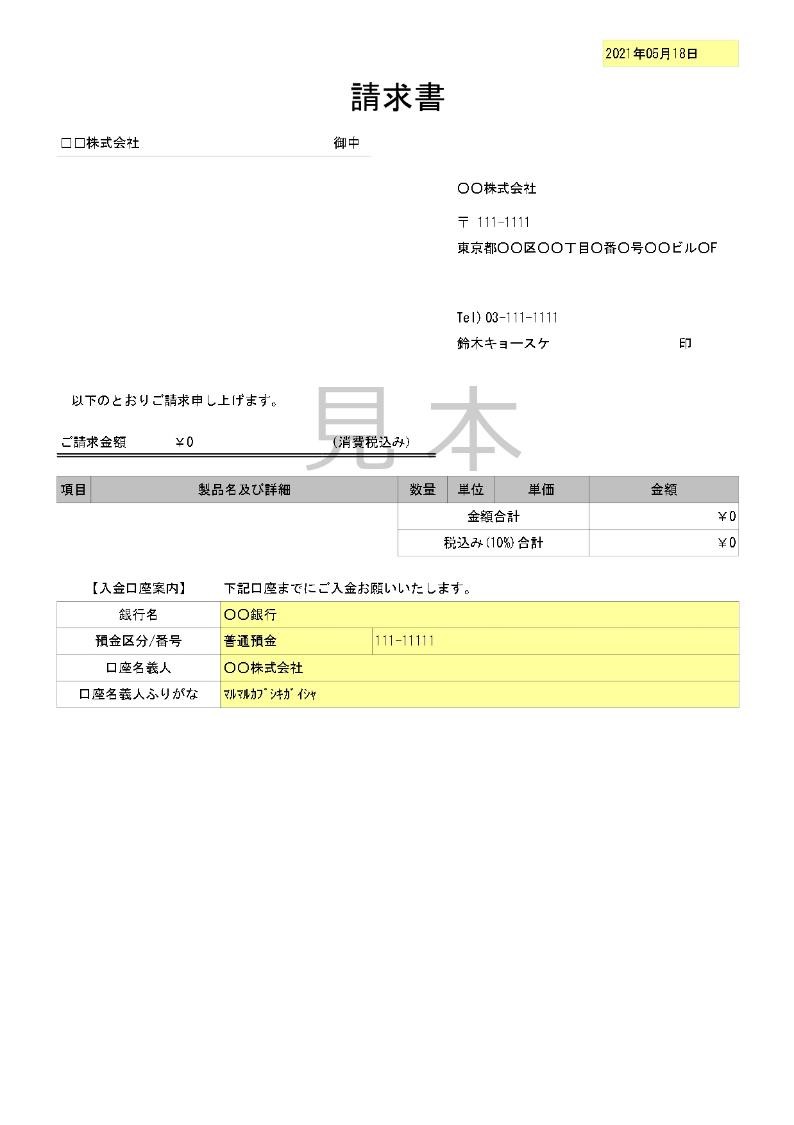 2021年05月18日
請求書
□□株式会社 御中
〇〇株式会社
〒 111-1111
東京都〇〇区〇〇丁目〇番〇号〇〇ビル〇F
Tel) 03-111-1111
鈴木キョースケ 印
以下のとおりご請求申し上げます。
見本
ご請求金額 ￥0 (消費税込み)
項目 製品名及び詳細 数量 単位 単価 金額
金額合計 ￥0
税込み(10%)合計 ￥0
【入金口座案内】 下記口座までにご入金お願いいたします。
銀行名 〇〇銀行
預金区分/番号 普通預金 111-11111
口座名義人 〇〇株式会社
口座名義人ふりがな ﾏﾙﾏﾙｶﾌﾞｼｷｶﾞｲｼｬ